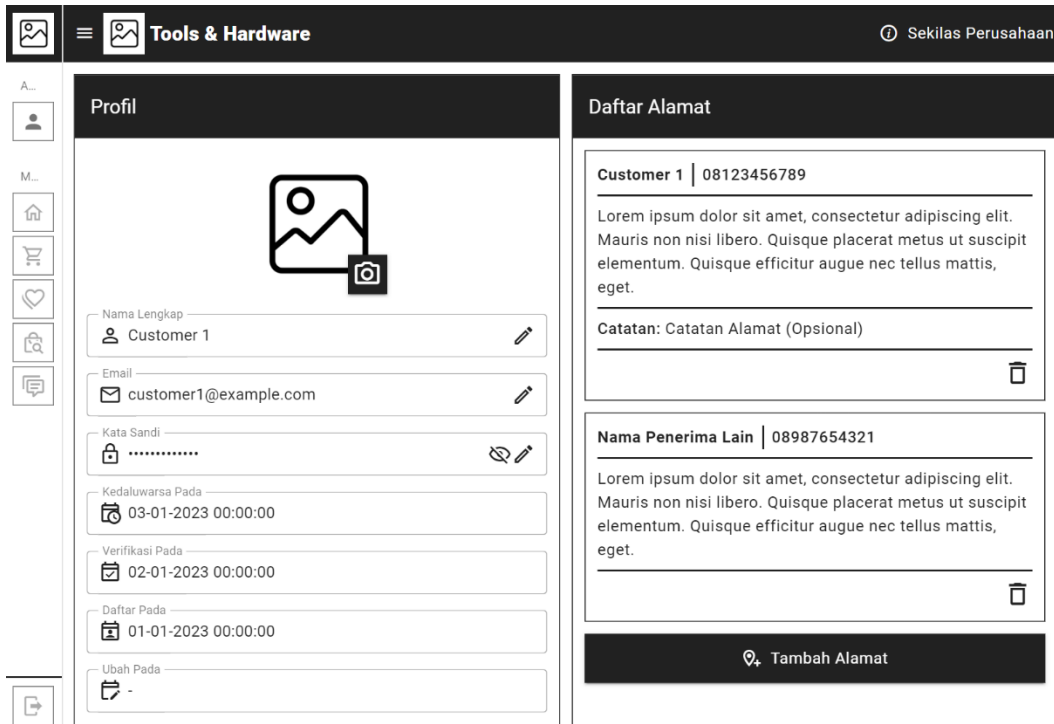 Tools & Hardware
Sekilas Perusahaan
A...
M...
Profil
Nama Lengkap
Customer 1
Email
customer1@example.com
Kata Sandi
•••••••••••••
Kedaluwarsa Pada
03-01-2023 00:00:00
Verifikasi Pada
02-01-2023 00:00:00
Daftar Pada
01-01-2023 00:00:00
Ubah Pada
-
Daftar Alamat
Customer 1 | 08123456789
Lorem ipsum dolor sit amet, consectetur adipiscing elit.
Mauris non nisi libero. Quisque placerat metus ut suscipit
elementum. Quisque efficitur augue nec tellus mattis,
eget.
Catatan: Catatan Alamat (Opsional)
Nama Penerima Lain | 08987654321
Lorem ipsum dolor sit amet, consectetur adipiscing elit.
Mauris non nisi libero. Quisque placerat metus ut suscipit
elementum. Quisque efficitur augue nec tellus mattis,
eget.
Tambah Alamat